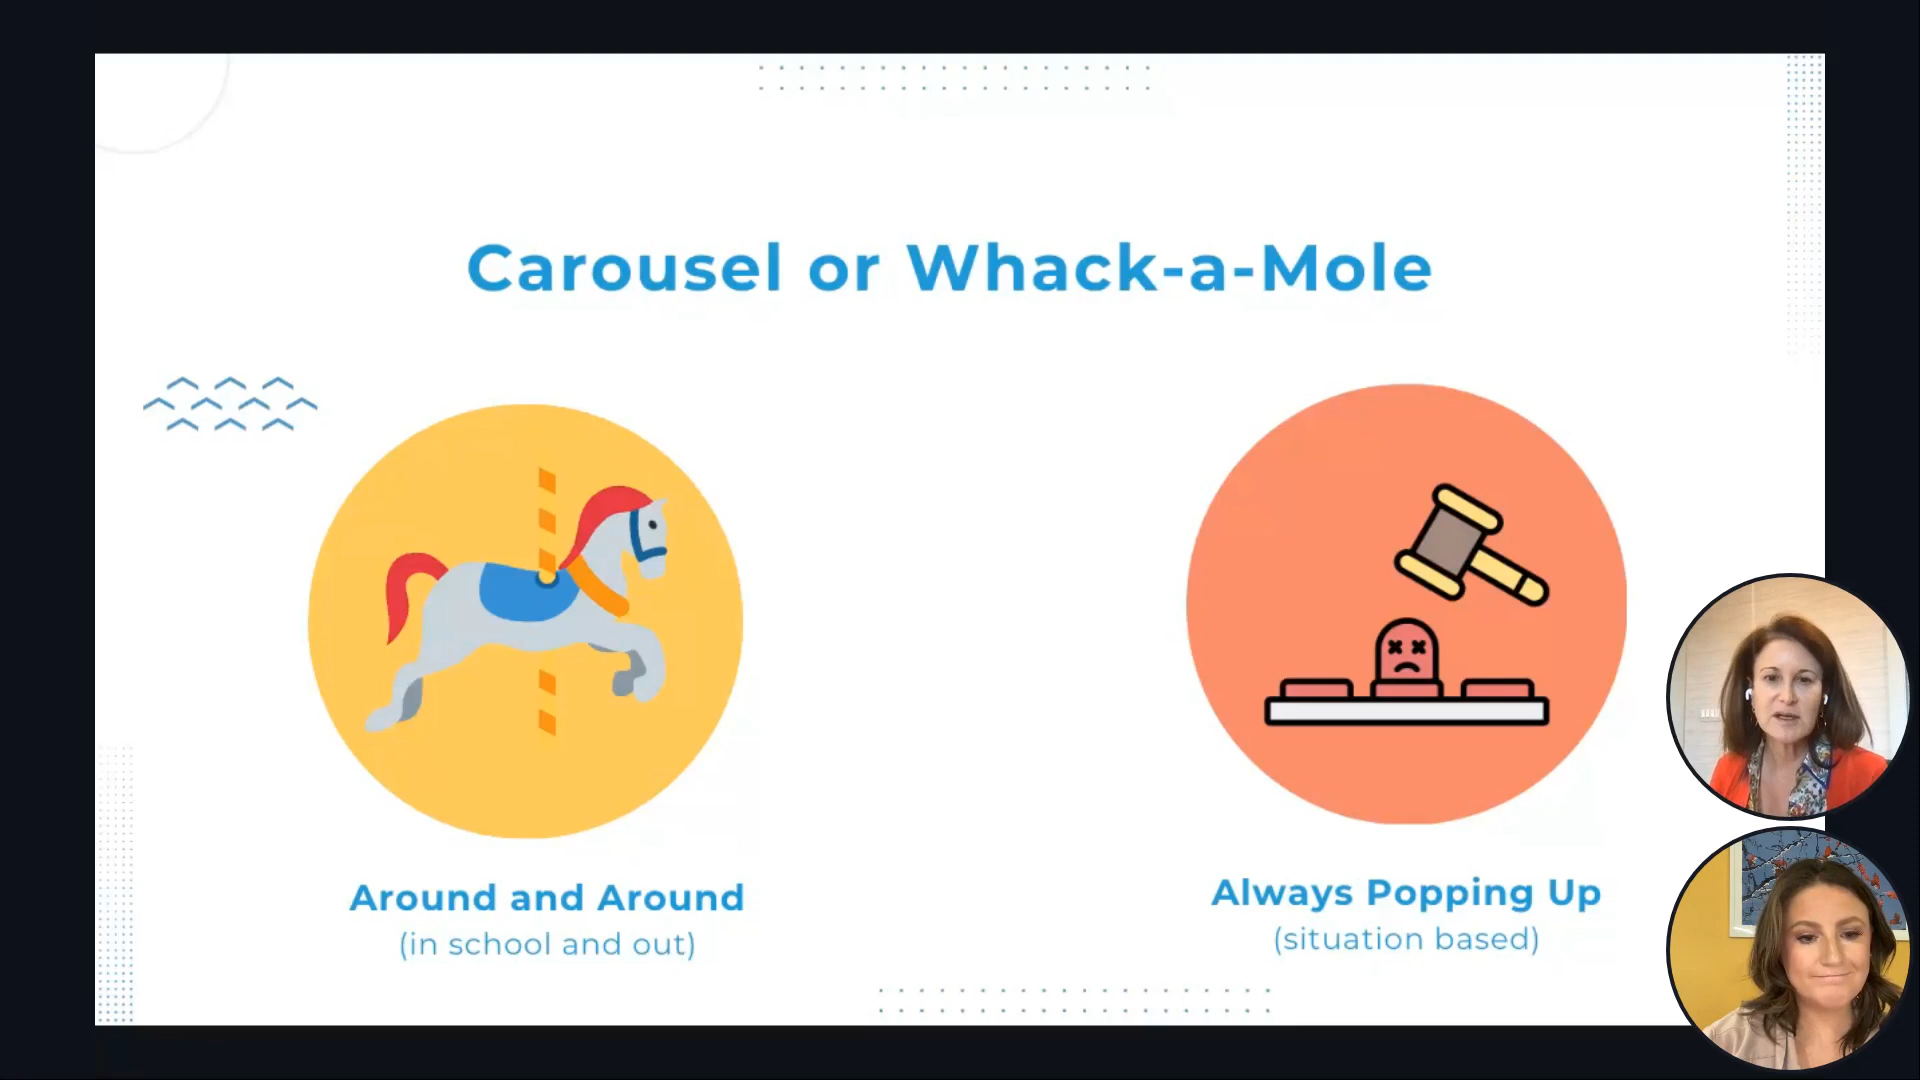 Carousel or Whack-a-Mole
Around and Around
(in school and out)
Always Popping Up
(situation based)